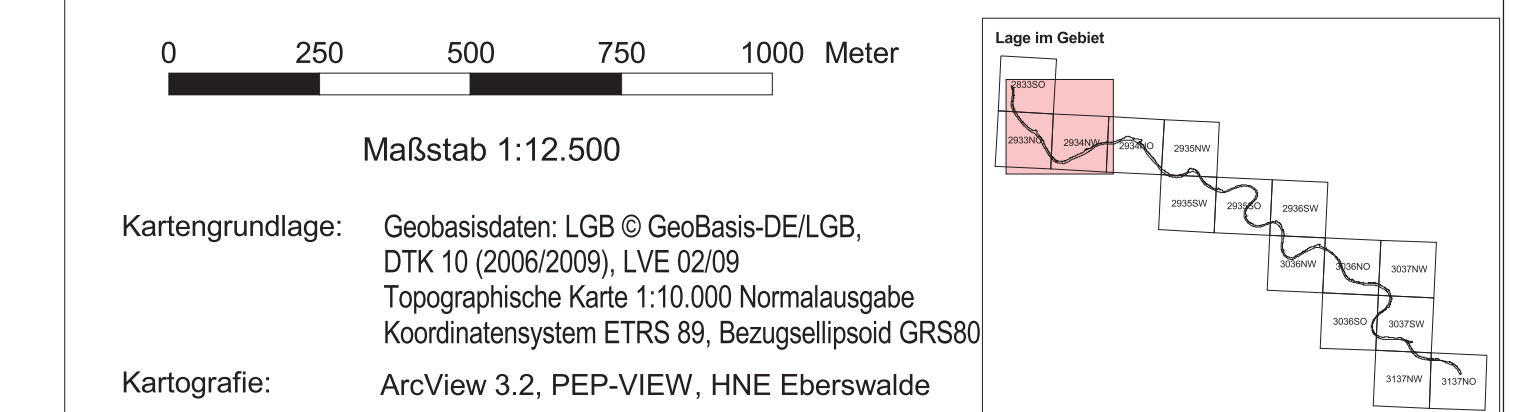 0 250 500 750 1000 Meter
Maßstab 1:12.500
Kartengrundlage: Geobasisdaten: LGB © GeoBasis-DE/LGB,
DTK 10 (2006/2009), LVE 02/09
Topographische Karte 1:10.000 Normalausgabe
Koordinatensystem ETRS 89, Bezugsellipsoid GRS80
Kartografie: ArcView 3.2, PEP-VIEW, HNE Eberswalde
Lage im Gebiet
2833SO
2933NO 2934NW 2934NO 2935NW
2935SW 2935SO 2936SW
3036NW 3036NO 3037NW
3036SO 3037SW
3137NW 3137NO